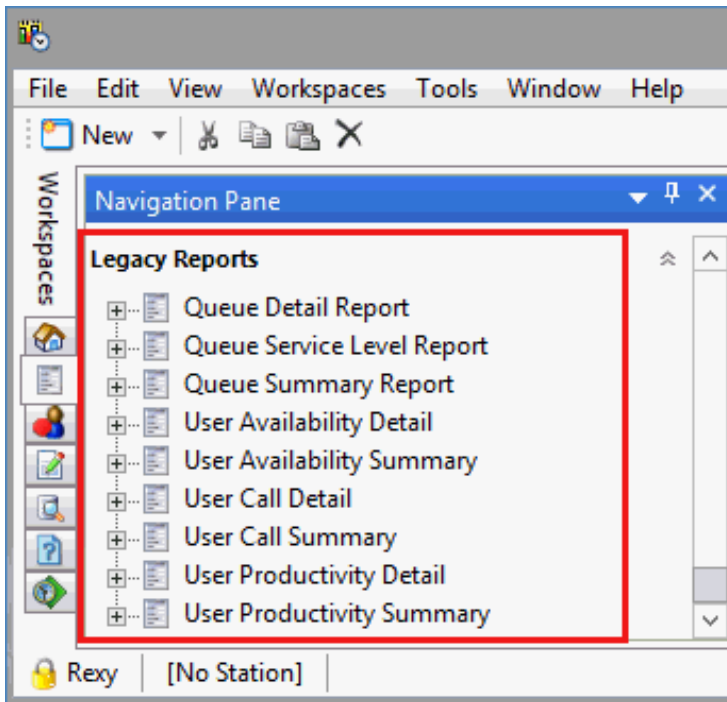 File Edit View Workspaces Tools Window Help
New
Workspaces
Navigation Pane
Legacy Reports
Queue Detail Report
Queue Service Level Report
Queue Summary Report
User Availability Detail
User Availability Summary
User Call Detail
User Call Summary
User Productivity Detail
User Productivity Summary
Rexy [No Station]